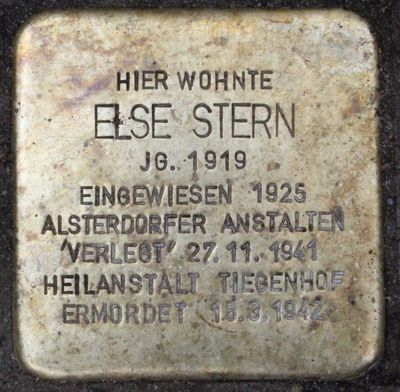 HIER WOHNTE
ELSE STERN
JG. 1919
EINGEWIESEN 1925
ALSTERDORFER ANSTALTEN
'VERLEGT' 27.11.1941
HEILANSTALT TIEGENHOF
ERMORDET 15.3.1942